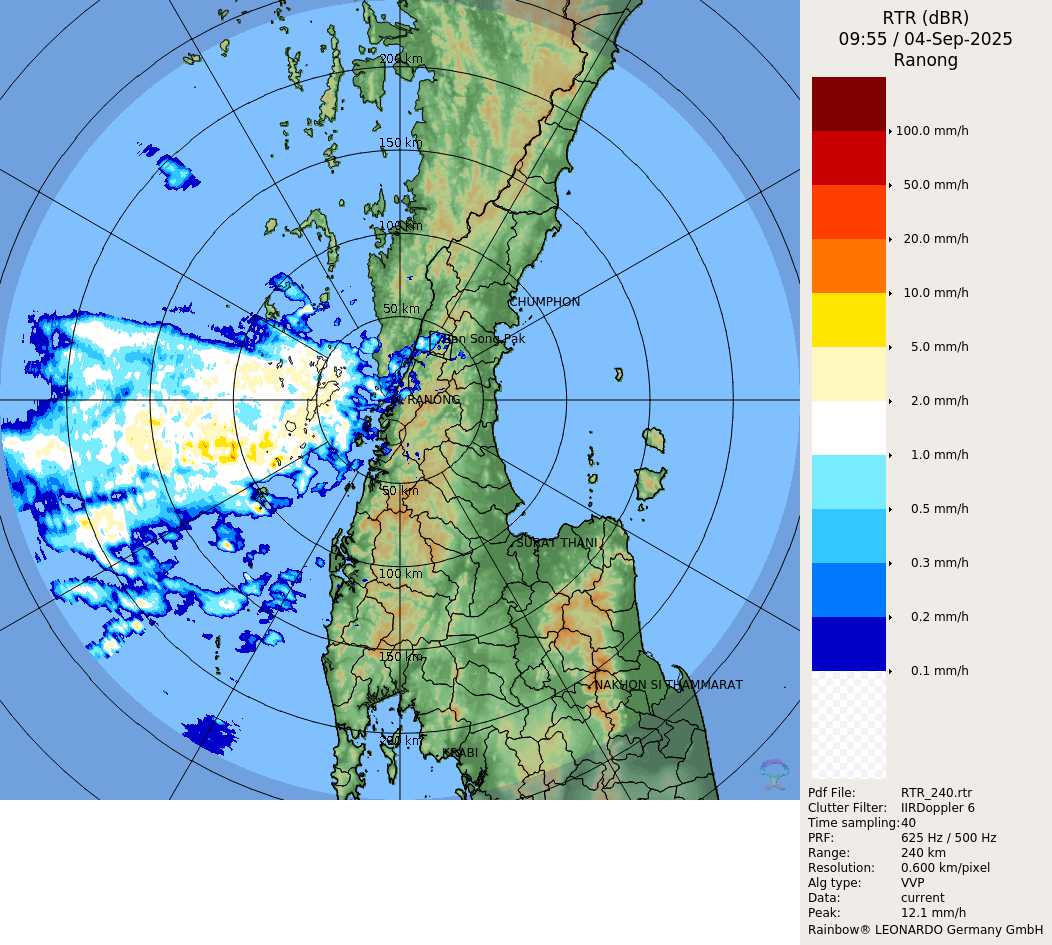 RTR (dBR)
09:55 / 04-Sep-2025
Ranong
100.0 mm/h
50.0 mm/h
20.0 mm/h
10.0 mm/h
5.0 mm/h
2.0 mm/h
1.0 mm/h
0.5 mm/h
0.3 mm/h
0.2 mm/h
0.1 mm/h
200 km
150 km
100 km
50 km
CHUMPHON
Ban Song Pak
RANONG
50 km
SURAT THANI
100 km
150 km
NAKHON SI THAMMARAT
200 km
KRABI
Pdf File: RTR_240.rtr
Clutter Filter: IIRDoppler 6
Time sampling:40
PRF: 625 Hz / 500 Hz
Range: 240 km
Resolution: 0.600 km/pixel
Alg type: VVP
Data: current
Peak: 12.1 mm/h
Rainbow® LEONARDO Germany GmbH